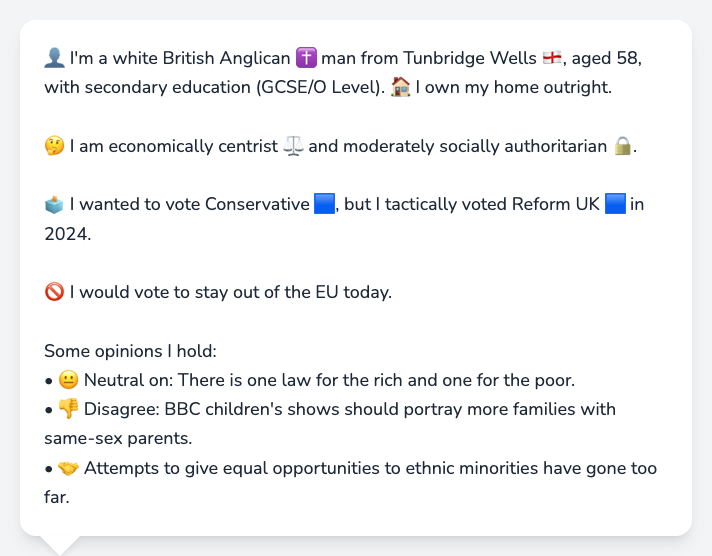 👤 I'm a white British Anglican ✝️ man from Tunbridge Wells 🏴󠁧󠁢󠁥󠁮󠁧󠁿, aged 58,
with secondary education (GCSE/O Level). 🏠 I own my home outright.
🤔 I am economically centrist ⚖️ and moderately socially authoritarian 🔒.
🗳️ I wanted to vote Conservative 🟦, but I tactically voted Reform UK 🟦 in
2024.
🚫 I would vote to stay out of the EU today.
Some opinions I hold:
• 😐 Neutral on: There is one law for the rich and one for the poor.
• 👎 Disagree: BBC children's shows should portray more families with
same-sex parents.
• 🤝 Attempts to give equal opportunities to ethnic minorities have gone too
far.